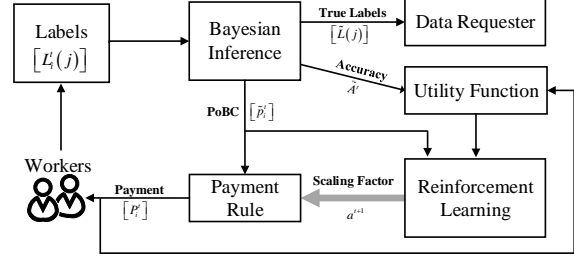 Labels
[L_i^t(j)]
Bayesian
Inference
True Labels
[L̃(j)]
Data Requester
Accuracy
Ã^t
Utility Function
PoBC [p̃_i^t]
Workers
Payment
[P_i^t]
Payment
Rule
Scaling Factor
a^{t+1}
Reinforcement
Learning